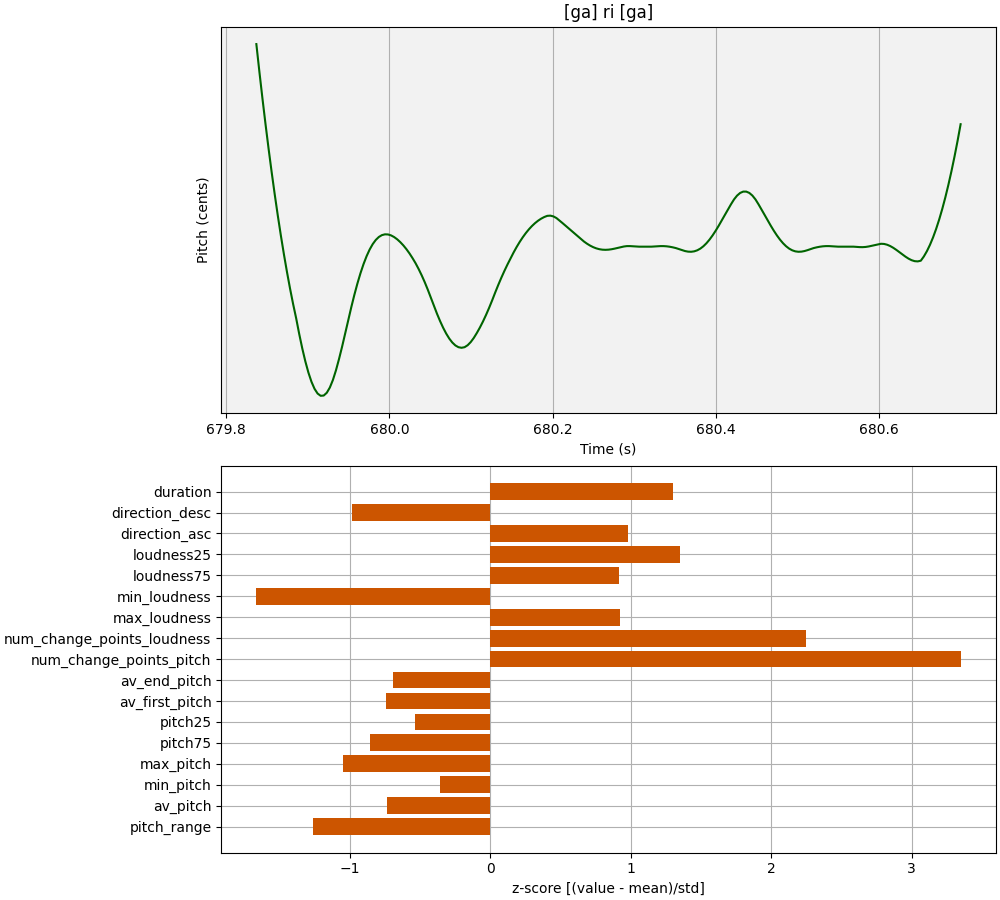 [ga] ri [ga]
Pitch (cents)
679.8 680.0 680.2 680.4 680.6
Time (s)
duration
direction_desc
direction_asc
loudness25
loudness75
min_loudness
max_loudness
num_change_points_loudness
num_change_points_pitch
av_end_pitch
av_first_pitch
pitch25
pitch75
max_pitch
min_pitch
av_pitch
pitch_range
−1 0 1 2 3
z-score [(value - mean)/std]